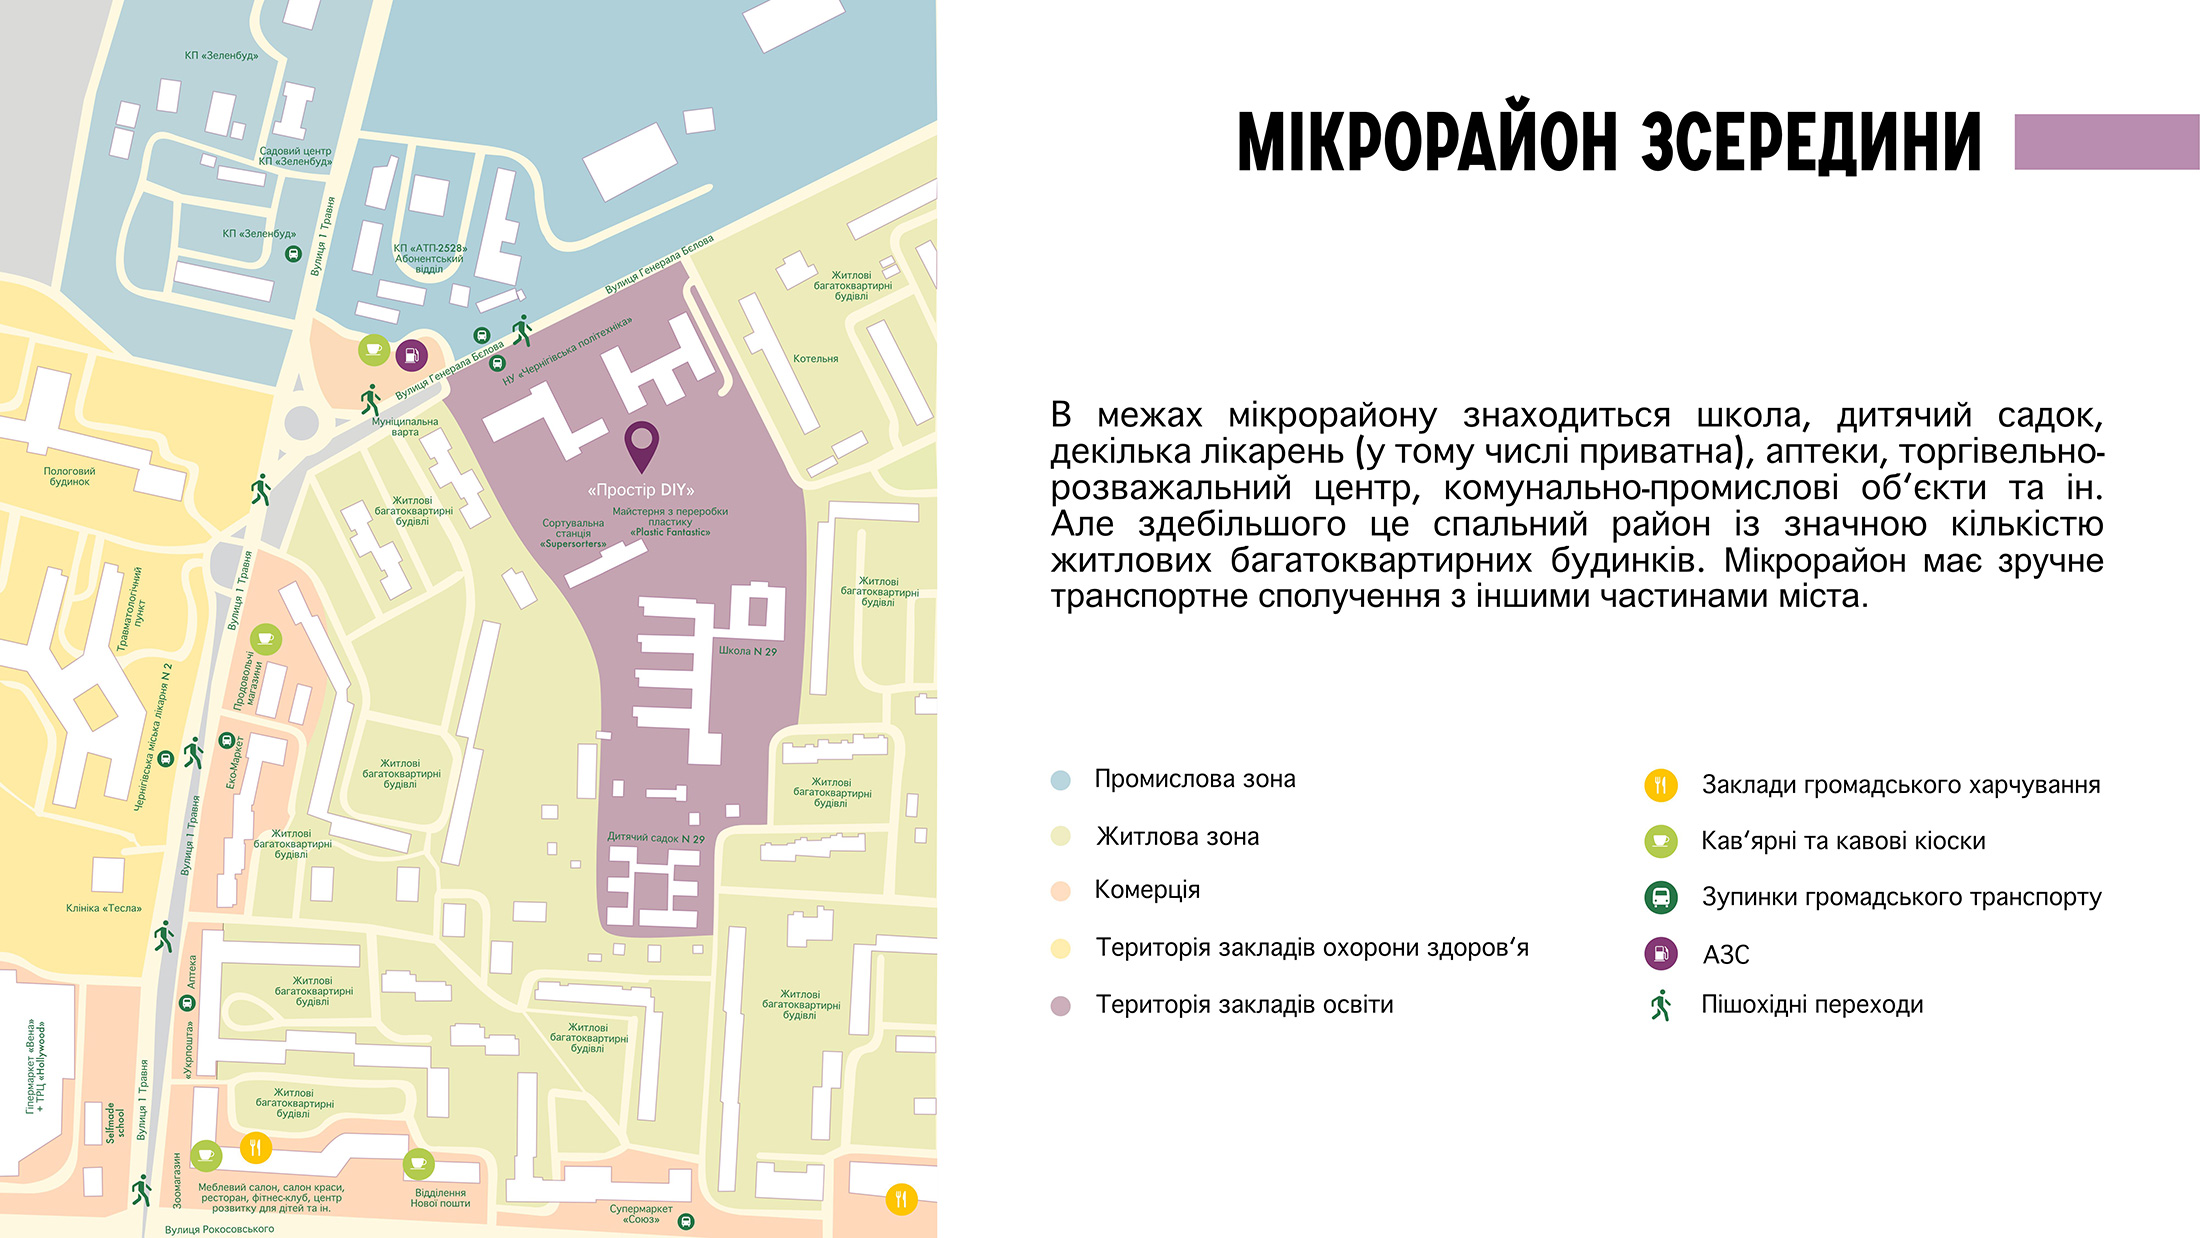 КП «Зеленбуд»
Садовий центр
КП «Зеленбуд»
КП «Зеленбуд»
Вулиця 1 Травня
КП «АТП-2528»
Абонентський
відділ
Вулиця Генерала Бєлова
Житлові
багатоквартирні
будівлі
Котельня
НУ «Чернігівська політехніка»
Вулиця Генерала Бєлова
Муніципальна
варта
Пологовий
будинок
Житлові
багатоквартирні
будівлі
«Простір DIY»
Майстерня з переробки
пластику
«Plastic Fantastic»
Сортувальна
станція
«Supersorters»
Житлові
багатоквартирні
будівлі
Травматологічний
пункт
Вулиця 1 Травня
Школа N 29
Продовольчі
магазини
Чернігівська міська лікарня N 2
Еко-Маркет
Житлові
багатоквартирні
будівлі
Житлові
багатоквартирні
будівлі
Вулиця 1 Травня
Житлові
багатоквартирні
будівлі
Дитячий садок N 29
Клініка «Тесла»
Аптека
Житлові
багатоквартирні
будівлі
Житлові
багатоквартирні
будівлі
Житлові
багатоквартирні
будівлі
«Укрпошта»
Гіпермаркет «Вена»
+ ТРЦ «Hollywood»
Selfmade
school
Вулиця 1 Травня
Житлові
багатоквартирні
будівлі
Зоомагазин
Меблевий салон, салон краси,
ресторан, фітнес-клуб, центр
розвитку для дітей та ін.
Відділення
Нової пошти
Супермаркет
«Союз»
Вулиця Рокосовського
МІКРОРАЙОН ЗСЕРЕДИНИ
В межах мікрорайону знаходиться школа, дитячий садок,
декілька лікарень (у тому числі приватна), аптеки, торгівельно-
розважальний центр, комунально-промислові об‘єкти та ін.
Але здебільшого це спальний район із значною кількістю
житлових багатоквартирних будинків. Мікрорайон має зручне
транспортне сполучення з іншими частинами міста.
Промислова зона
Житлова зона
Комерція
Територія закладів охорони здоров‘я
Територія закладів освіти
Заклади громадського харчування
Кав‘ярні та кавові кіоски
Зупинки громадського транспорту
АЗС
Пішохідні переходи